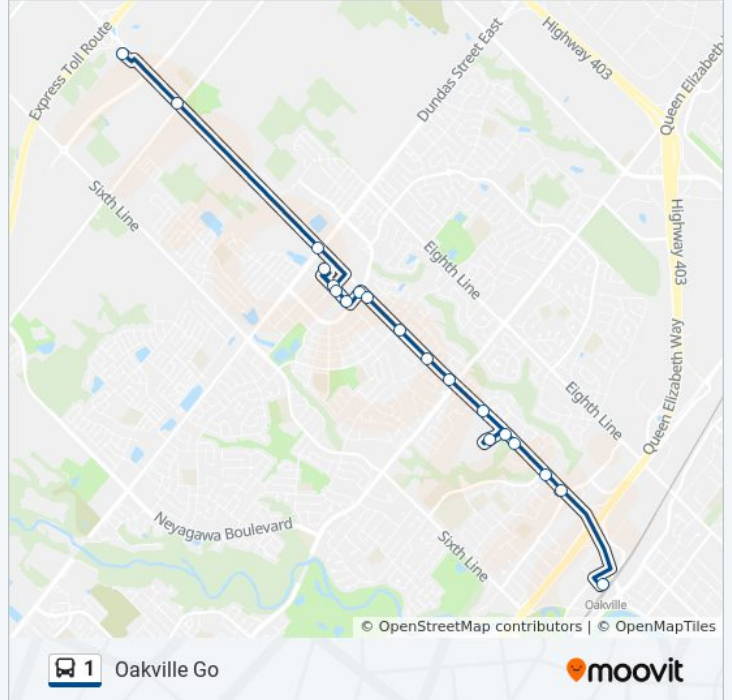 Express Toll Route
Dundas Street East
Highway 403
Queen Elizabeth
Sixth Line
Highway 403
Eighth Line
Queen Elizabeth Way
Eighth Line
Neyagawa Boulevard
Sixth Line
Oakville
© OpenStreetMap contributors | © OpenMapTiles
1 Oakville Go
moovit